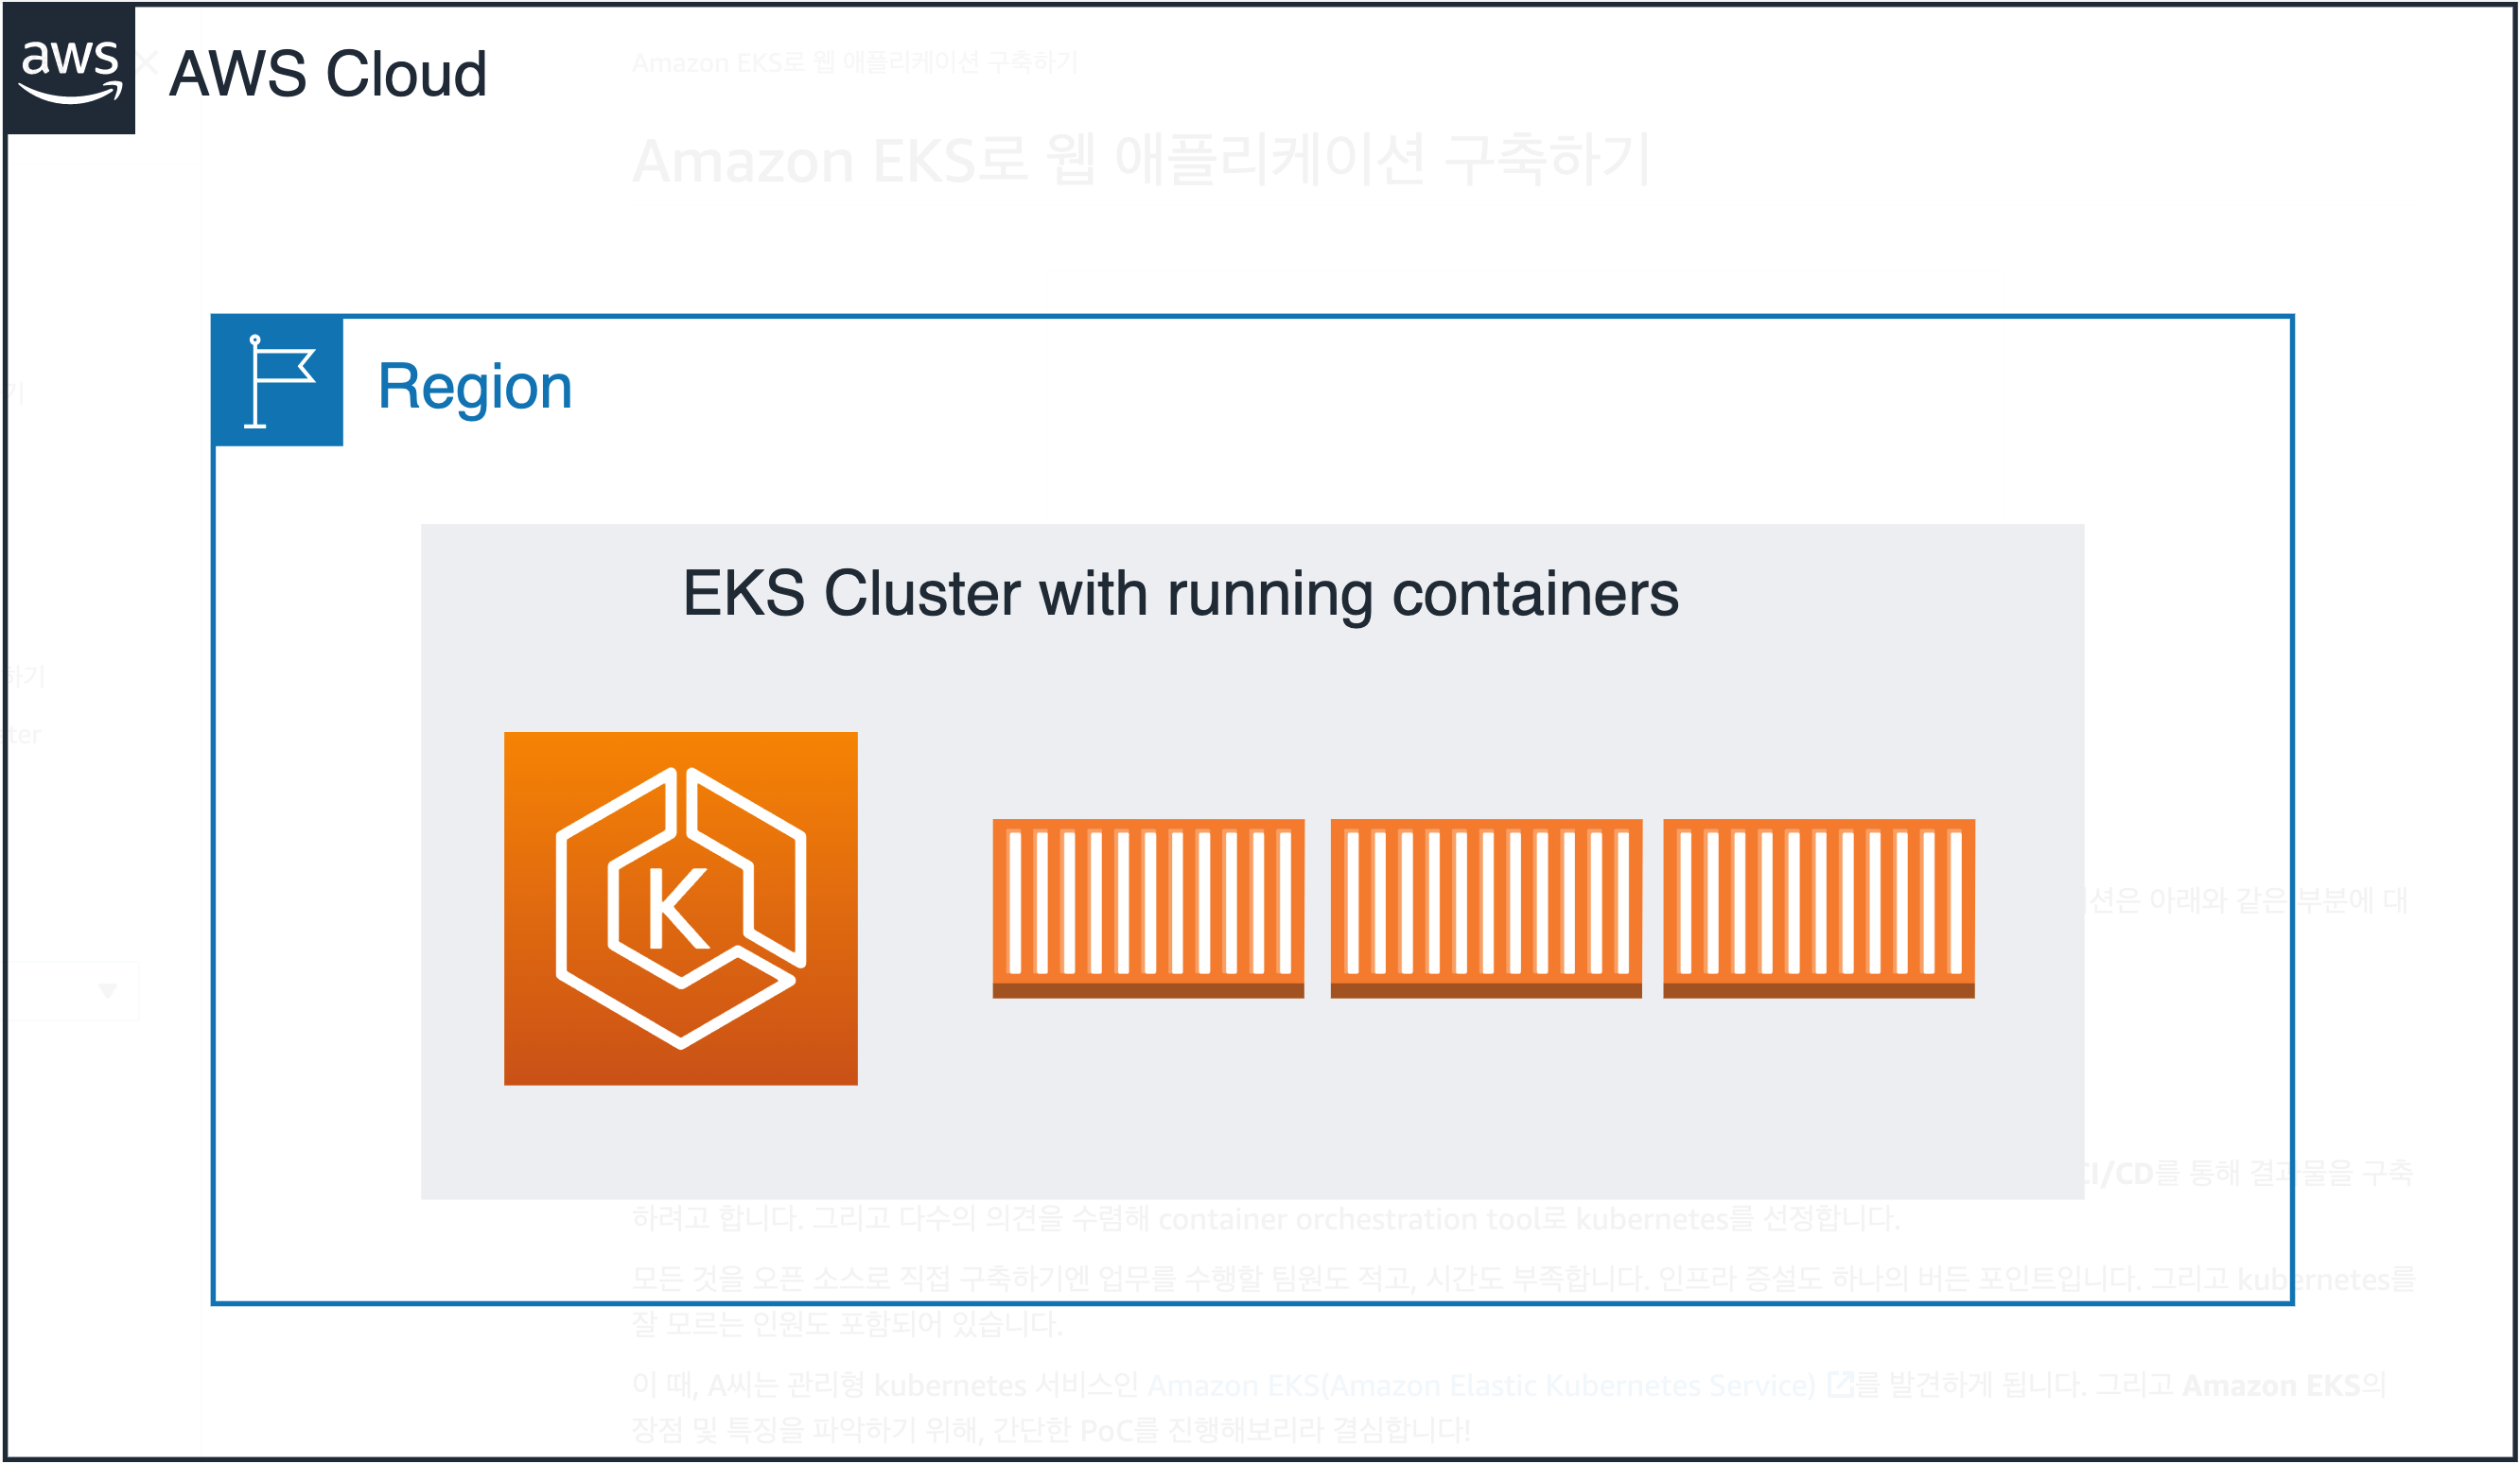 aws
AWS Cloud
Amazon EKS로 웹 애플리케이션 구축하기
Amazon EKS로 웹 애플리케이션 구축하기
Region
기
EKS Cluster with running containers
하기
ter
K
션은 아래와 같은 부분에 대
CI/CD를 통해 결과물을 구축
하려고 합니다. 그리고 다수의 의견을 수렴해 container orchestration tool로 kubernetes를 선정합니다.
모든 것을 오픈 소스로 직접 구축하기엔 업무를 수행할 팀원도 적고, 시간도 부족합니다. 인프라 증설도 하나의 버든 포인트입니다. 그리고 kubernetes를
잘 모르는 인원도 포함되어 있습니다.
이 때, A씨는 관리형 kubernetes 서비스인 Amazon EKS(Amazon Elastic Kubernetes Service)를 발견하게 됩니다. 그리고 Amazon EKS의
장점 및 특징을 파악하기 위해, 간단한 PoC를 진행해보리라 결심합니다!